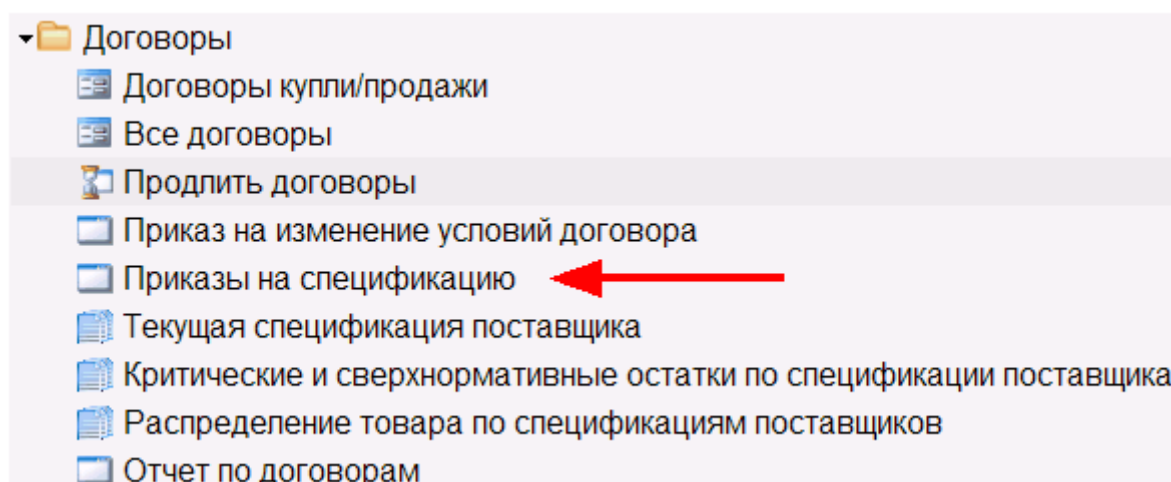 Договоры
Договоры купли/продажи
Все договоры
Продлить договоры
Приказ на изменение условий договора
Приказы на спецификацию
Текущая спецификация поставщика
Критические и сверхнормативные остатки по спецификации поставщика
Распределение товара по спецификациям поставщиков
Отчет по договорам